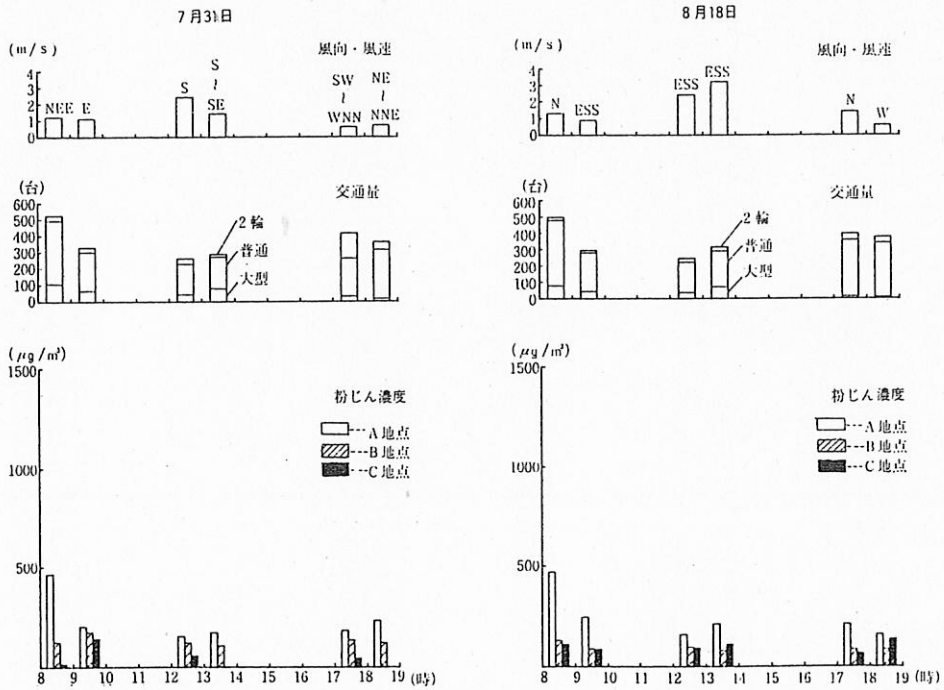 7月31日
(m/s)
風向・風速
4
3
2
1
0
NEE
E
S
S
~
SE
SW
~
WNN
NE
~
NNE
(台)
交通量
600
500
400
300
200
100
0
2輪
普通
大型
(μg/m³)
1500
1000
500
粉じん濃度
A地点
B地点
C地点
8 9 10 11 12 13 14 15 16 17 18 19 (時)
8月18日
(m/s)
風向・風速
4
3
2
1
0
N
ESS
ESS
ESS
N
W
(台)
交通量
600
500
400
300
200
100
0
2輪
普通
大型
(μg/m³)
1500
1000
500
粉じん濃度
A地点
B地点
C地点
8 9 10 11 12 13 14 15 16 17 18 19 (時)